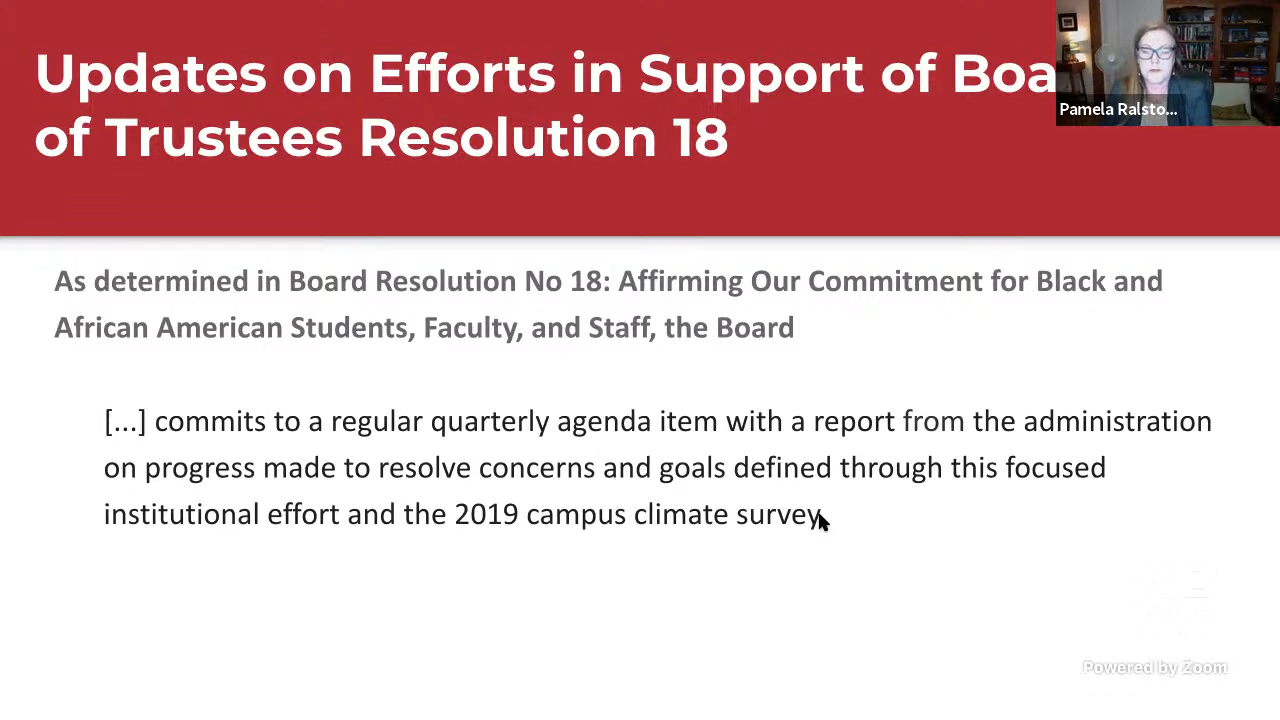 Updates on Efforts in Support of Boa
of Trustees Resolution 18
Pamela Ralsto...
As determined in Board Resolution No 18: Affirming Our Commitment for Black and
African American Students, Faculty, and Staff, the Board
[...] commits to a regular quarterly agenda item with a report from the administration
on progress made to resolve concerns and goals defined through this focused
institutional effort and the 2019 campus climate survey.
Powered by Zoom